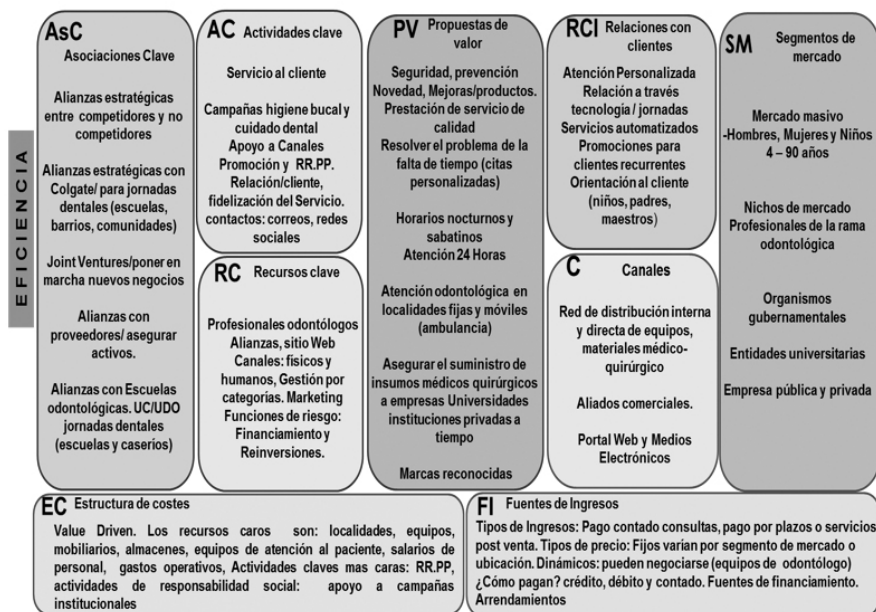 EFICIENCIA
AsC
Asociaciones Clave
Alianzas estratégicas
entre competidores y no
competidores
Alianzas estratégicas con
Colgate/ para jornadas
dentales (escuelas,
barrios, comunidades)
Joint Ventures/poner en
marcha nuevos negocios
Alianzas con
proveedores/ asegurar
activos.
Alianzas con Escuelas
odontológicas. UC/UDO
jornadas dentales
(escuelas y caseríos)
AC Actividades clave
Servicio al cliente
Campañas higiene bucal y
cuidado dental
Apoyo a Canales
Promoción y RR.PP.
Relación/cliente,
fidelización del Servicio.
contactos: correos, redes
sociales
RC Recursos clave
Profesionales odontólogos
Alianzas, sitio Web
Canales: físicos y
humanos, Gestión por
categorías. Marketing
Funciones de riesgo:
Financiamiento y
Reinversiones.
PV Propuestas de
valor
Seguridad, prevención
Novedad, Mejoras/productos.
Prestación de servicio de
calidad
Resolver el problema de la
falta de tiempo (citas
personalizadas)
Horarios nocturnos y
sabatinos
Atención 24 Horas
Atención odontológica en
localidades fijas y móviles
(ambulancia)
Asegurar el suministro de
insumos médicos quirúrgicos
a empresas Universidades
instituciones privadas a
tiempo
Marcas reconocidas
RCI Relaciones con
clientes
Atención Personalizada
Relación a través
tecnología / jornadas
Servicios automatizados
Promociones para
clientes recurrentes
Orientación al cliente
(niños, padres,
maestros)
C Canales
Red de distribución interna
y directa de equipos,
materiales médico-
quirúrgico
Aliados comerciales.
Portal Web y Medios
Electrónicos
SM Segmentos de
mercado
Mercado masivo
-Hombres, Mujeres y Niños
4 – 90 años
Nichos de mercado
Profesionales de la rama
odontológica
Organismos
gubernamentales
Entidades universitarias
Empresa pública y privada
EC Estructura de costes
Value Driven. Los recursos caros son: localidades, equipos,
mobiliarios, almacenes, equipos de atención al paciente, salarios de
personal, gastos operativos, Actividades claves mas caras: RR.PP,
actividades de responsabilidad social: apoyo a campañas
institucionales
FI Fuentes de Ingresos
Tipos de Ingresos: Pago contado consultas, pago por plazos o servicios
post venta. Tipos de precio: Fijos varían por segmento de mercado o
ubicación. Dinámicos: pueden negociarse (equipos de odontólogo)
¿Cómo pagan? crédito, débito y contado. Fuentes de financiamiento.
Arrendamientos